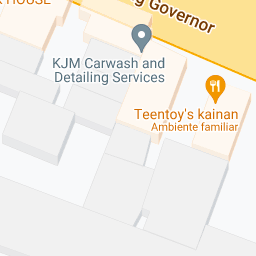 HOUSE
g Governor
KJM Carwash and
Detailing Services
Teentoy's kainan
Ambiente familiar